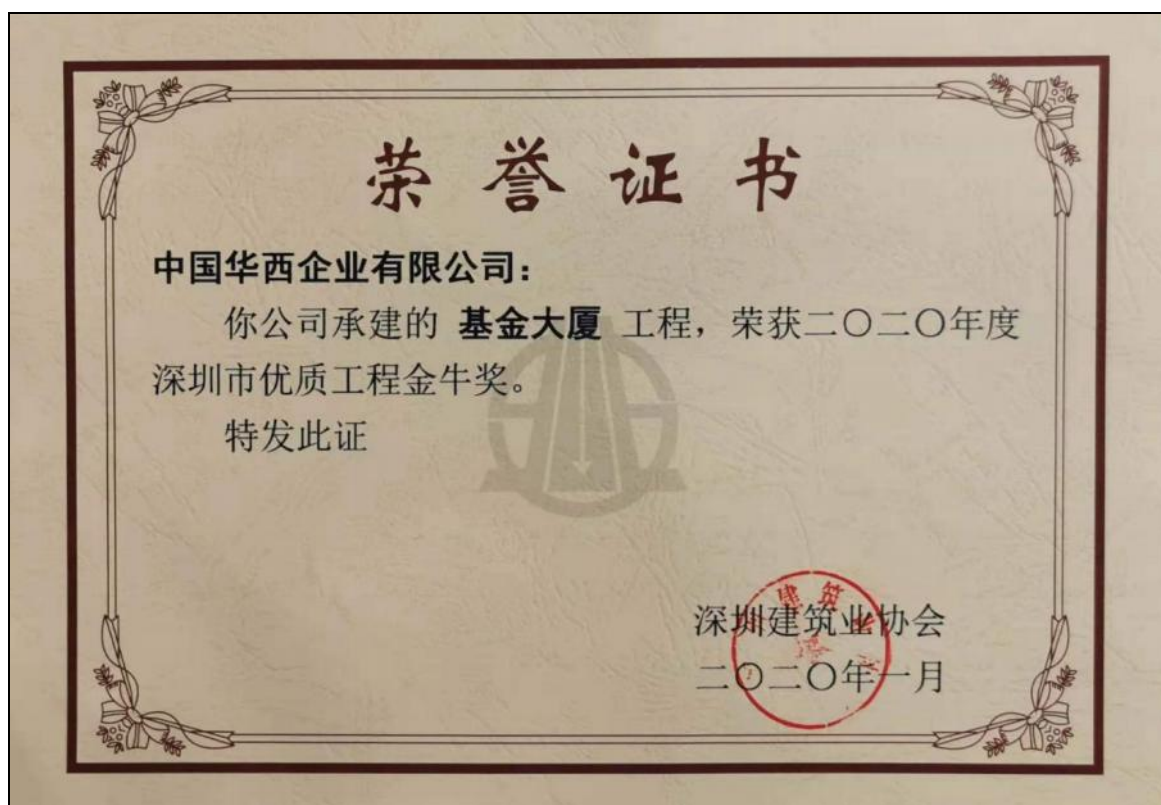 荣誉证书
中国华西企业有限公司：
你公司承建的 基金大厦 工程，荣获二〇二〇年度
深圳市优质工程金牛奖。
特发此证
建筑
深圳建筑业协会
二〇二〇年一月